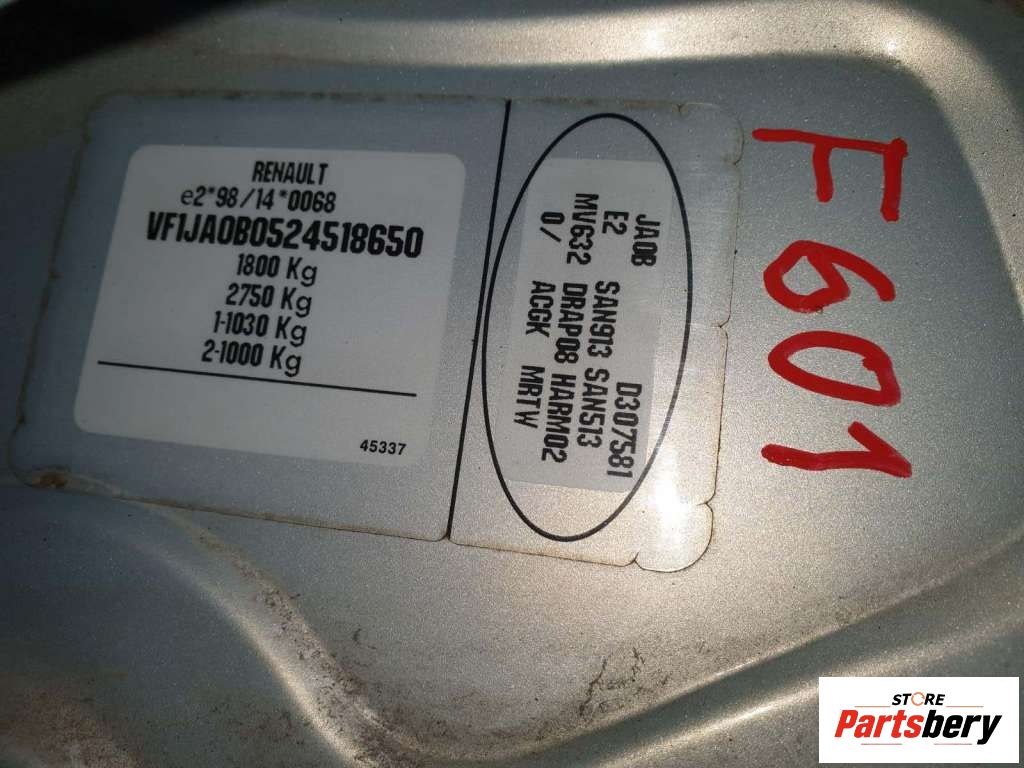 RENAULT
e2*98/14*0068
VF1JA0B0524518650
1800 Kg
2750 Kg
1-1030 Kg
2-1000 Kg
45337
JA0B D307581
E2 SAN913 SAN513
MV632 DRAP08 HARM02
0/ ACGK MRTW
F601
STORE
Partsbery